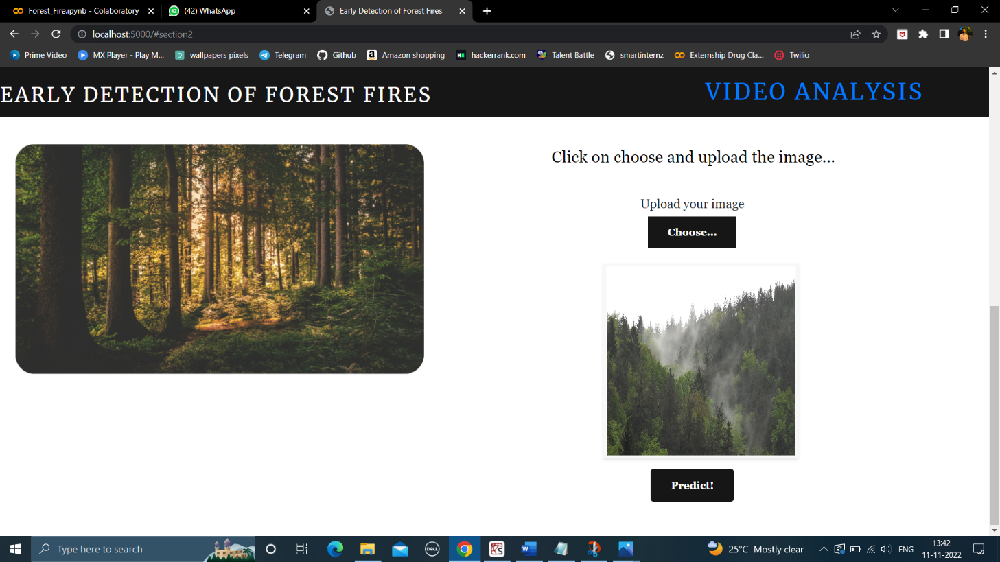 Forest_Fire.ipynb - Colaboratory
(42) WhatsApp
Early Detection of Forest Fires
localhost:5000/#section2
Prime Video
MX Player - Play M...
wallpapers pixels
Telegram
Github
Amazon shopping
hackerrank.com
Talent Battle
smartinternz
Externship Drug Cla...
Twilio
EARLY DETECTION OF FOREST FIRES
VIDEO ANALYSIS
Click on choose and upload the image...
Upload your image
Choose...
Predict!
Type here to search
DELL
25°C Mostly clear
ENG
13:42
11-11-2022